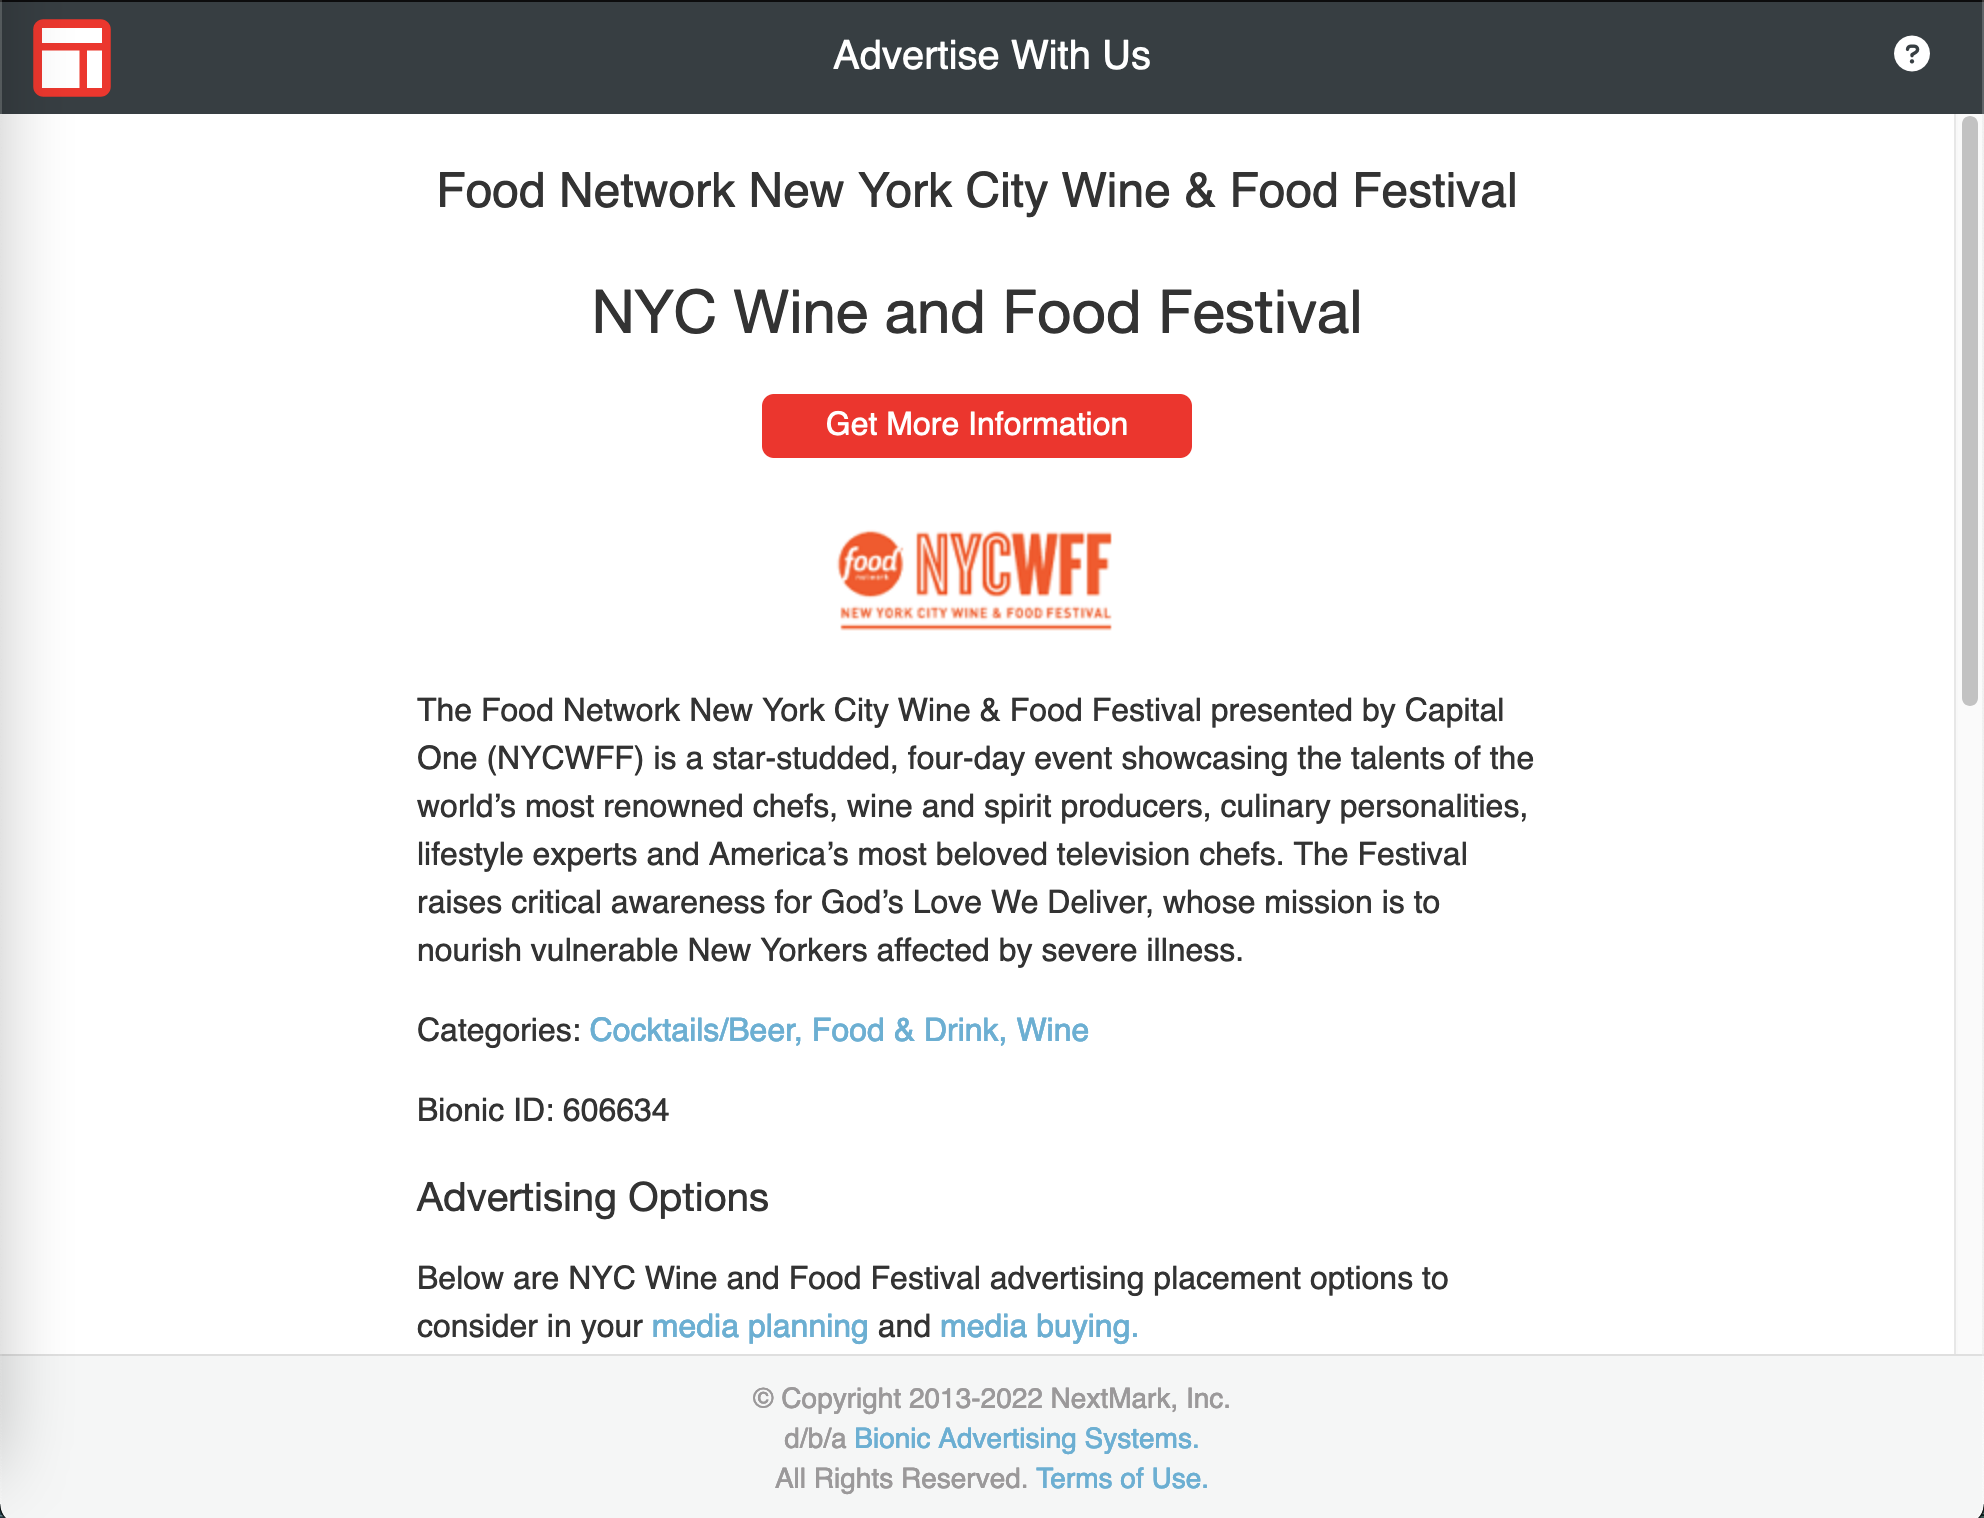 Advertise With Us
?
Food Network New York City Wine & Food Festival
NYC Wine and Food Festival
Get More Information
food
network
NYCWFF
NEW YORK CITY WINE & FOOD FESTIVAL
The Food Network New York City Wine & Food Festival presented by Capital
One (NYCWFF) is a star-studded, four-day event showcasing the talents of the
world’s most renowned chefs, wine and spirit producers, culinary personalities,
lifestyle experts and America’s most beloved television chefs. The Festival
raises critical awareness for God’s Love We Deliver, whose mission is to
nourish vulnerable New Yorkers affected by severe illness.
Categories: Cocktails/Beer, Food & Drink, Wine
Bionic ID: 606634
Advertising Options
Below are NYC Wine and Food Festival advertising placement options to
consider in your media planning and media buying.
© Copyright 2013-2022 NextMark, Inc.
d/b/a Bionic Advertising Systems.
All Rights Reserved. Terms of Use.